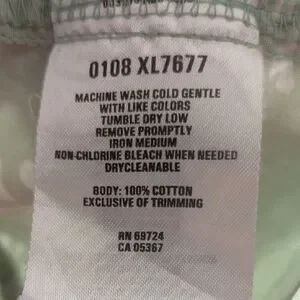 0108 XL7677
MACHINE WASH COLD GENTLE
WITH LIKE COLORS
TUMBLE DRY LOW
REMOVE PROMPTLY
IRON MEDIUM
NON-CHLORINE BLEACH WHEN NEEDED
DRYCLEANABLE
BODY: 100% COTTON
EXCLUSIVE OF TRIMMING
RN 69724
CA 05367